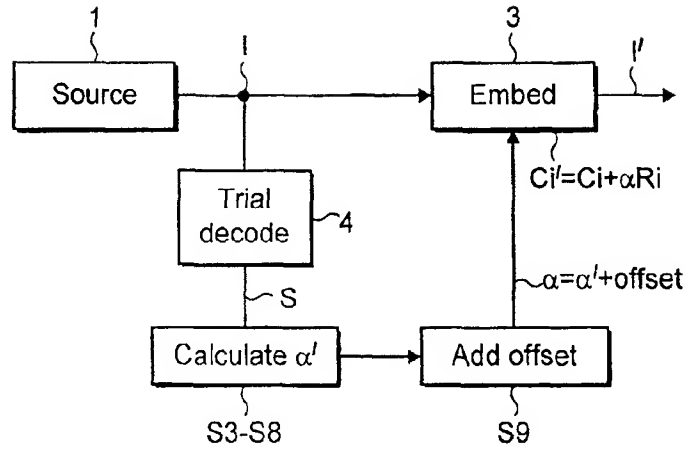 1
I
3
I'
Source
Embed
Ci'=Ci+αRi
Trial
decode
4
S
α=α'+offset
Calculate α'
Add offset
S3-S8
S9